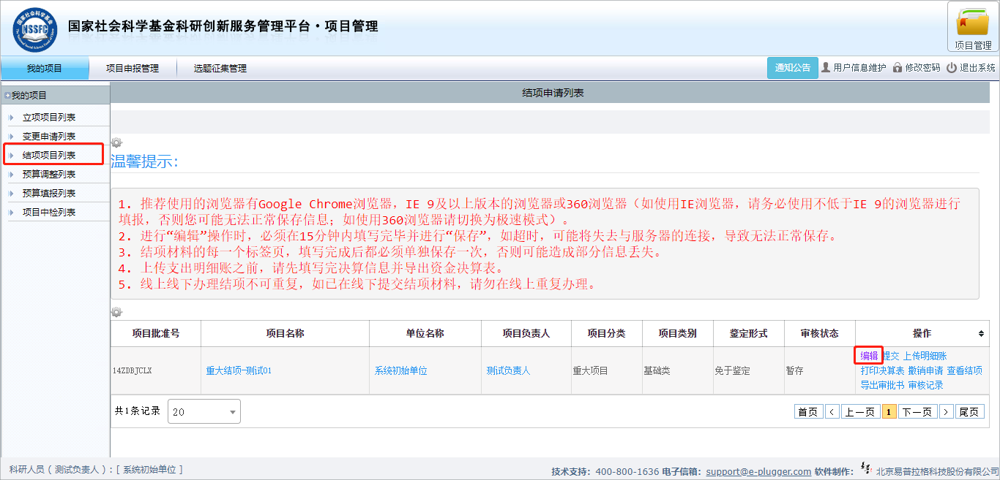 国家社会科学基金
NSSFC
国家社会科学基金科研创新服务管理平台·项目管理
项目管理
我的项目
项目申报管理
选题征集管理
通知公告
用户信息维护
修改密码
退出系统
我的项目
立项项目列表
变更申请列表
结项项目列表
预算调整列表
预算填报列表
项目中检列表
结项申请列表
温馨提示：
1. 推荐使用的浏览器有Google Chrome浏览器，IE 9及以上版本的浏览器或360浏览器（如使用IE浏览器，请务必使用不低于IE 9的浏览器进行
填报，否则您可能无法正常保存信息；如使用360浏览器请切换为极速模式）。
2. 进行“编辑”操作时，必须在15分钟内填写完毕并进行“保存”，如超时，可能将失去与服务器的连接，导致无法正常保存。
3. 结项材料的每一个标签页，填写完成后都必须单独保存一次，否则可能造成部分信息丢失。
4. 上传支出明细账之前，请先填写完决算信息并导出资金决算表。
5. 线上线下办理结项不可重复，如已在线下提交结项材料，请勿在线上重复办理。
项目批准号 项目名称 单位名称 项目负责人 项目分类 项目类别 鉴定形式 审核状态 操作
14ZDBJCLX 重大结项-测试01 系统初始单位 测试负责人 重大项目 基础类 免于鉴定 暂存
编辑 提交 上传明细账
打印决算表 撤销申请 查看结项
导出审批书 审核记录
共1条记录 20 首页 < 上一页 1 下一页 > 尾页
科研人员 ( 测试负责人 ) : [ 系统初始单位 ]
技术支持: 400-800-1636 电子信箱: support@e-plugger.com 软件制作: 北京易普拉格科技股份有限公司